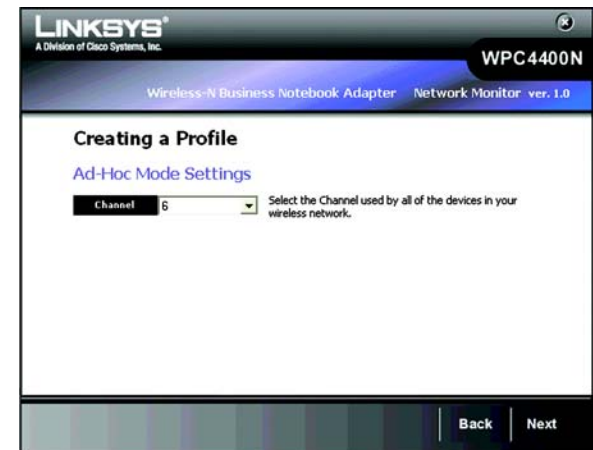 LINKSYS®
A Division of Cisco Systems, Inc.
WPC4400N
Wireless-N Business Notebook Adapter Network Monitor ver. 1.0
Creating a Profile
Ad-Hoc Mode Settings
Channel 6 Select the Channel used by all of the devices in your
wireless network.
Back Next